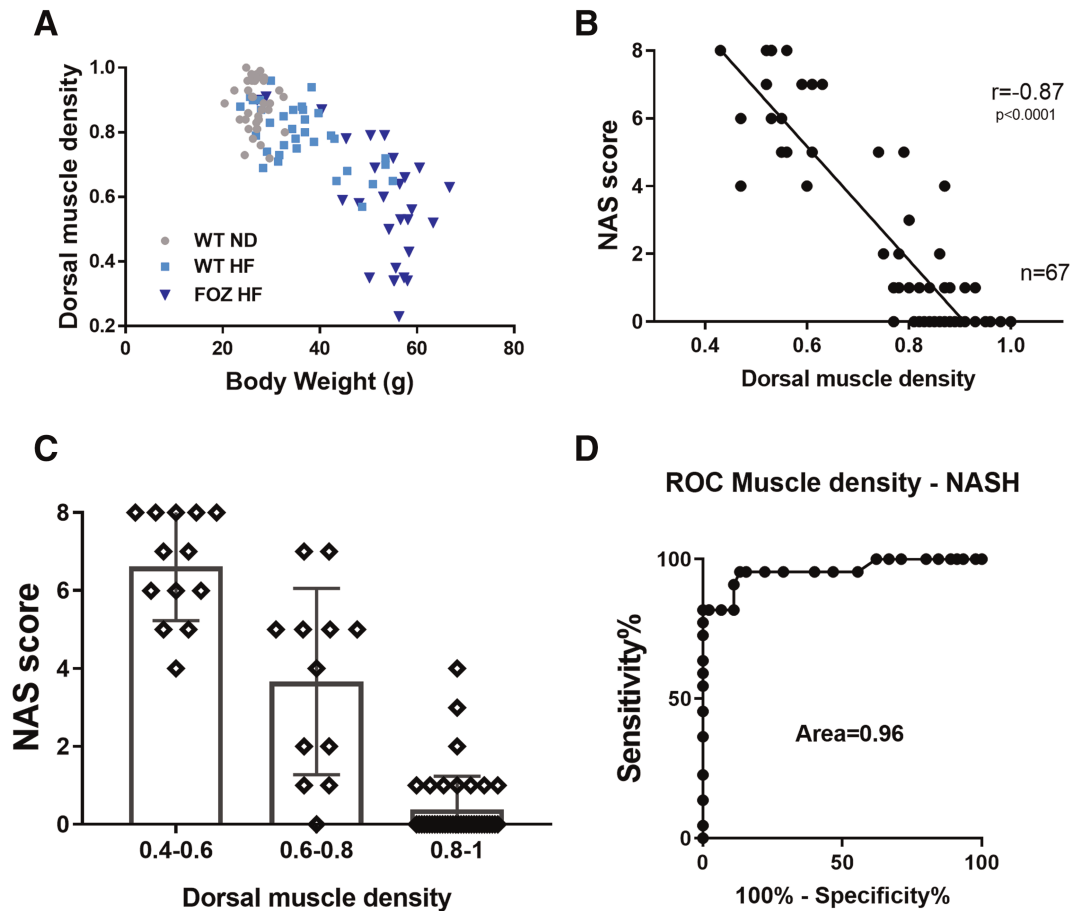 A
Dorsal muscle density
1.0
0.8
0.6
0.4
0.2
WT ND
WT HF
FOZ HF
0
20
40
60
80
Body Weight (g)
B
NAS score
8
6
4
2
0
r=-0.87
p<0.0001
n=67
0.4
0.6
0.8
1.0
Dorsal muscle density
C
NAS score
8
6
4
2
0
0.4-0.6
0.6-0.8
0.8-1
Dorsal muscle density
D
ROC Muscle density - NASH
Sensitivity%
100
50
0
Area=0.96
0
50
100
100% - Specificity%